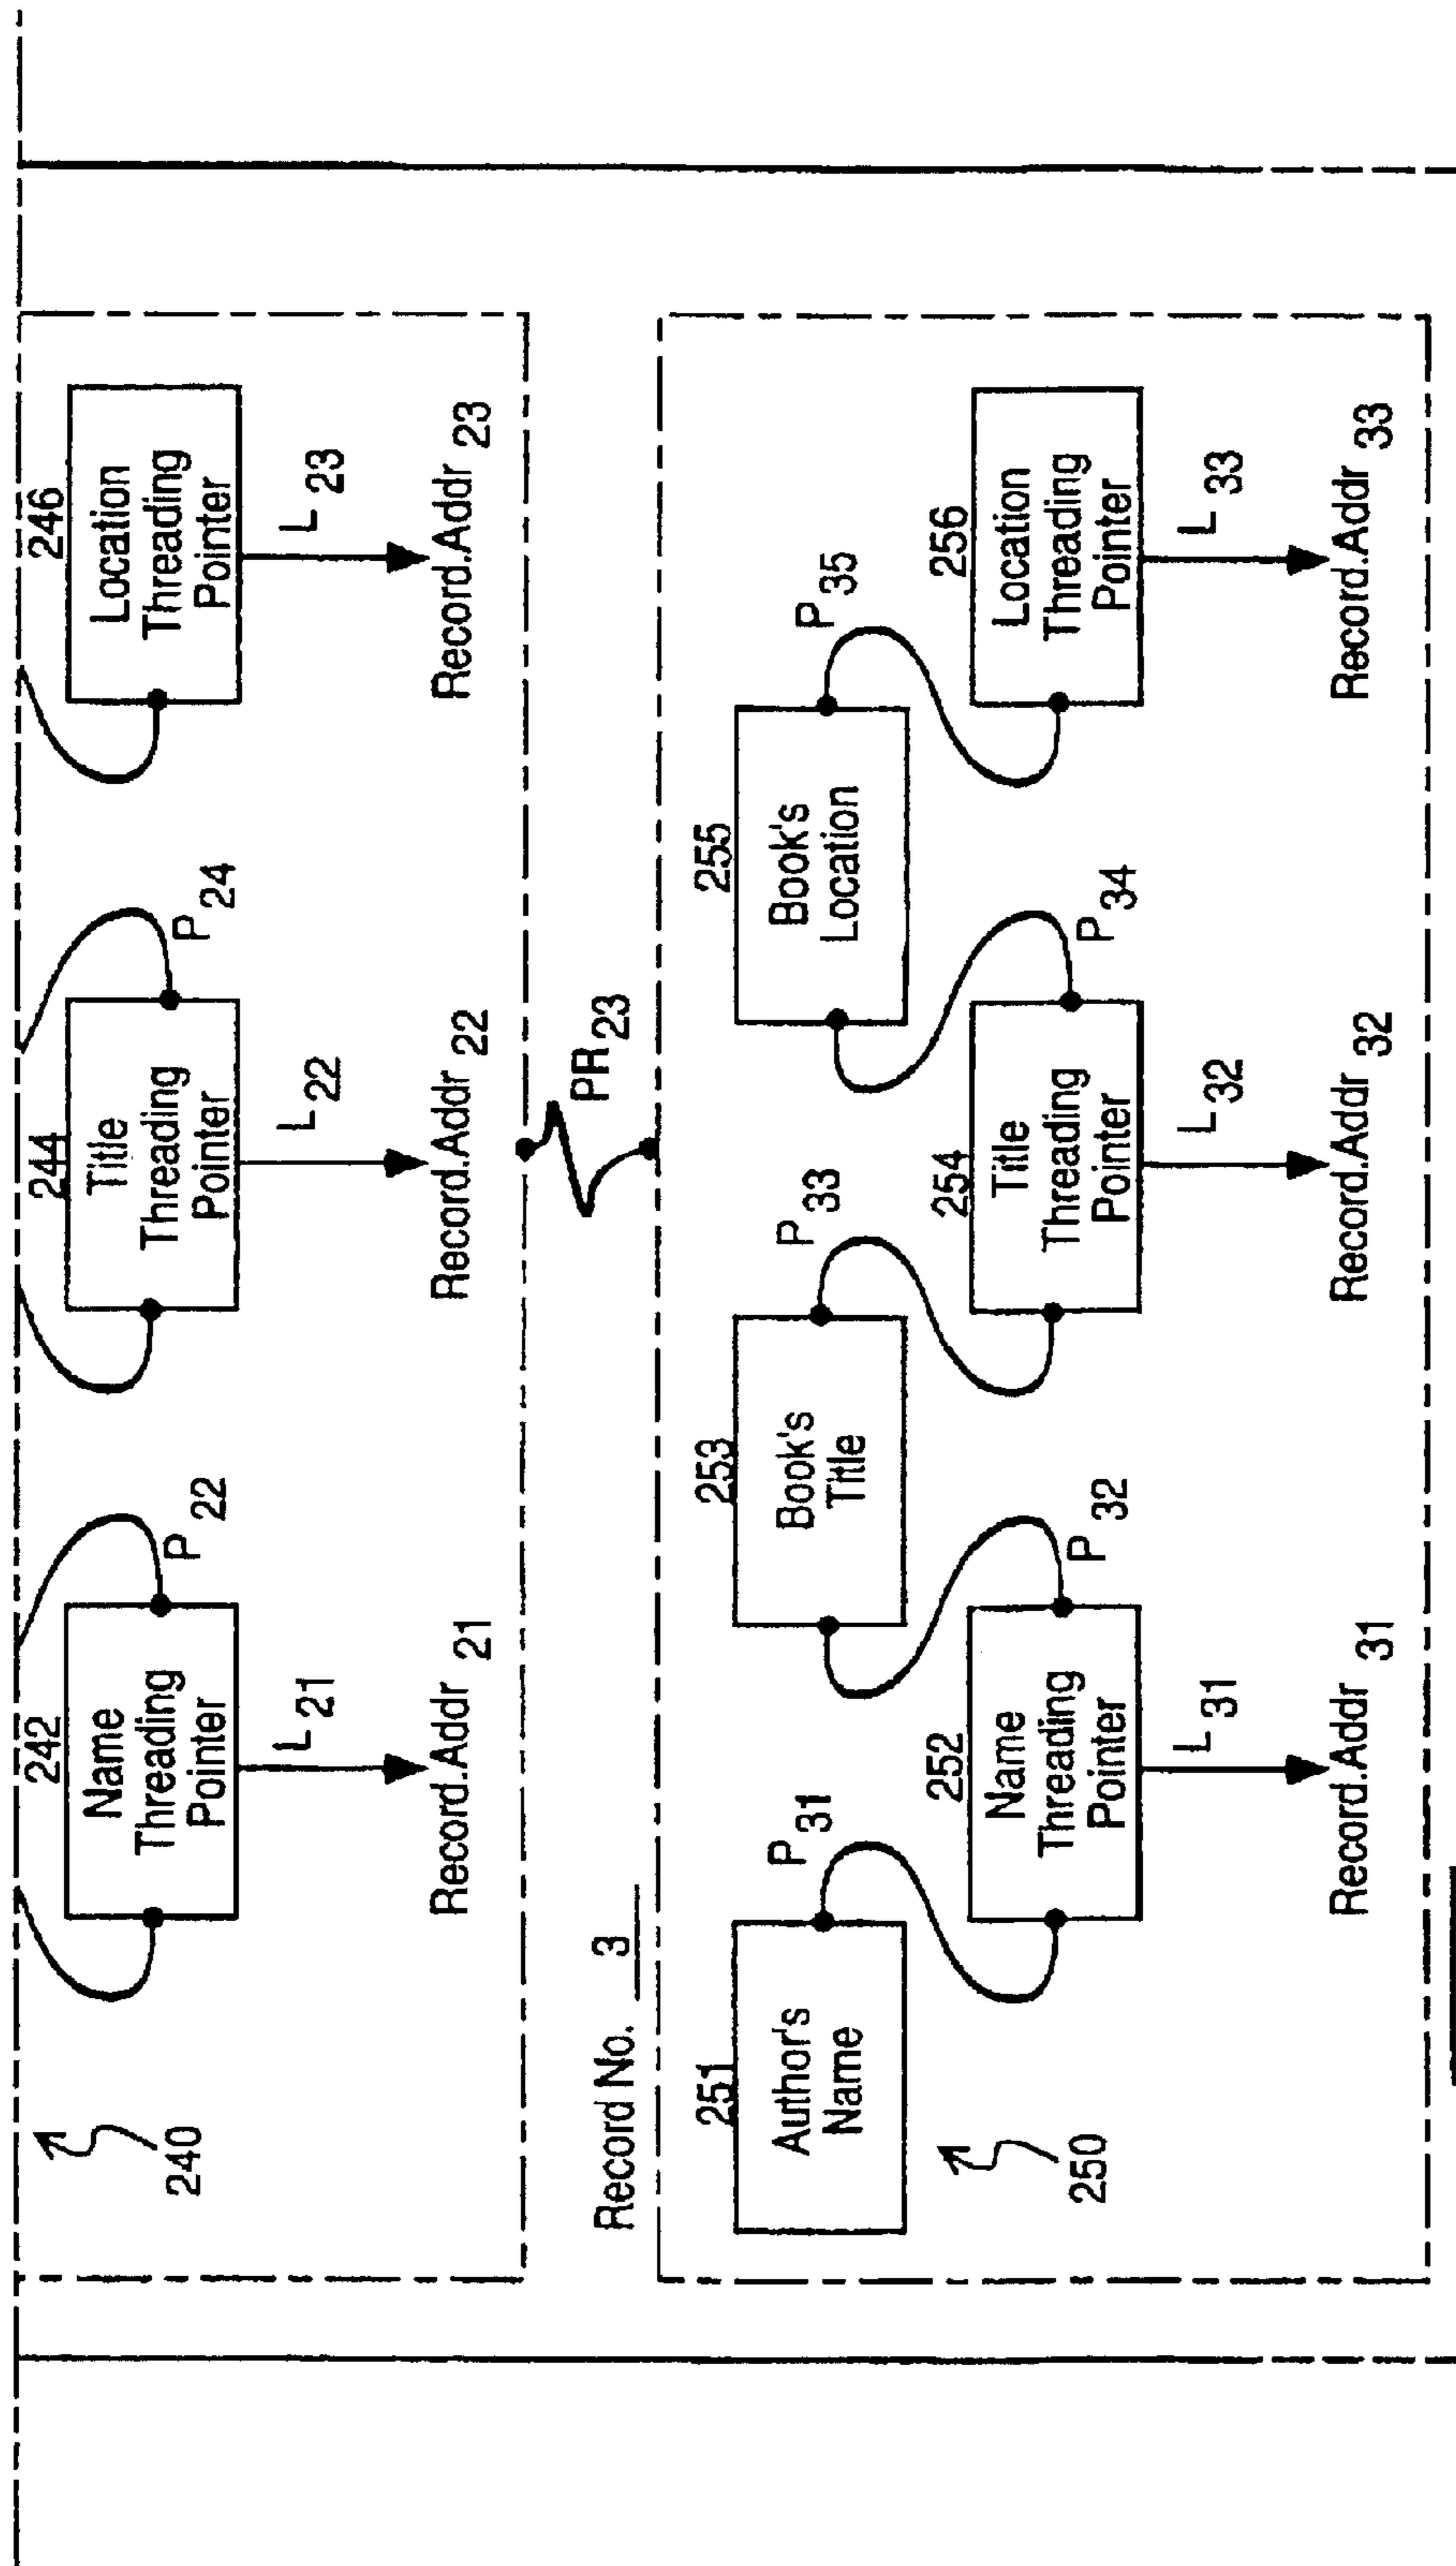 242
Name
Threading
Pointer
P 22
244
Title
Threading
Pointer
P 24
246
Location
Threading
Pointer
240
L 21
L 22
L 23
Record.Addr 21
Record.Addr 22
Record.Addr 23
Record No. 3
PR 23
251
Author's
Name
P 31
253
Book's
Title
P 33
255
Book's
Location
P 35
250
252
Name
Threading
Pointer
P 32
254
Title
Threading
Pointer
P 34
256
Location
Threading
Pointer
L 31
L 32
L 33
Record.Addr 31
Record.Addr 32
Record.Addr 33